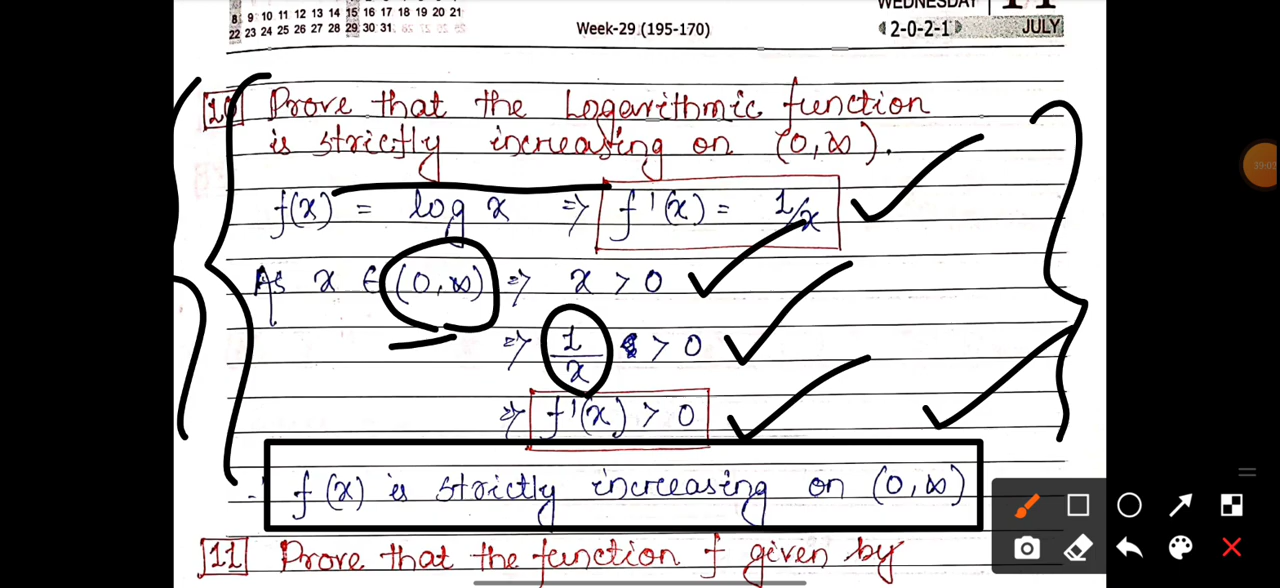 WEDNESDAY
8 9 10 11 12 13 14 15 16 17 18 19 20 21
22 23 24 25 26 27 28 29 30 31
Week-29 (195-170)
2-0-2-1 JULY
10 Prove that the Logarithmic function
is strictly increasing on (0,∞).
f(x) = log x ⇒ f'(x) = 1/x
As x ∈ (0,∞) ⇒ x > 0
⇒ 1/x > 0
⇒ f'(x) > 0
f(x) is strictly increasing on (0,∞)
11 Prove that the function f given by